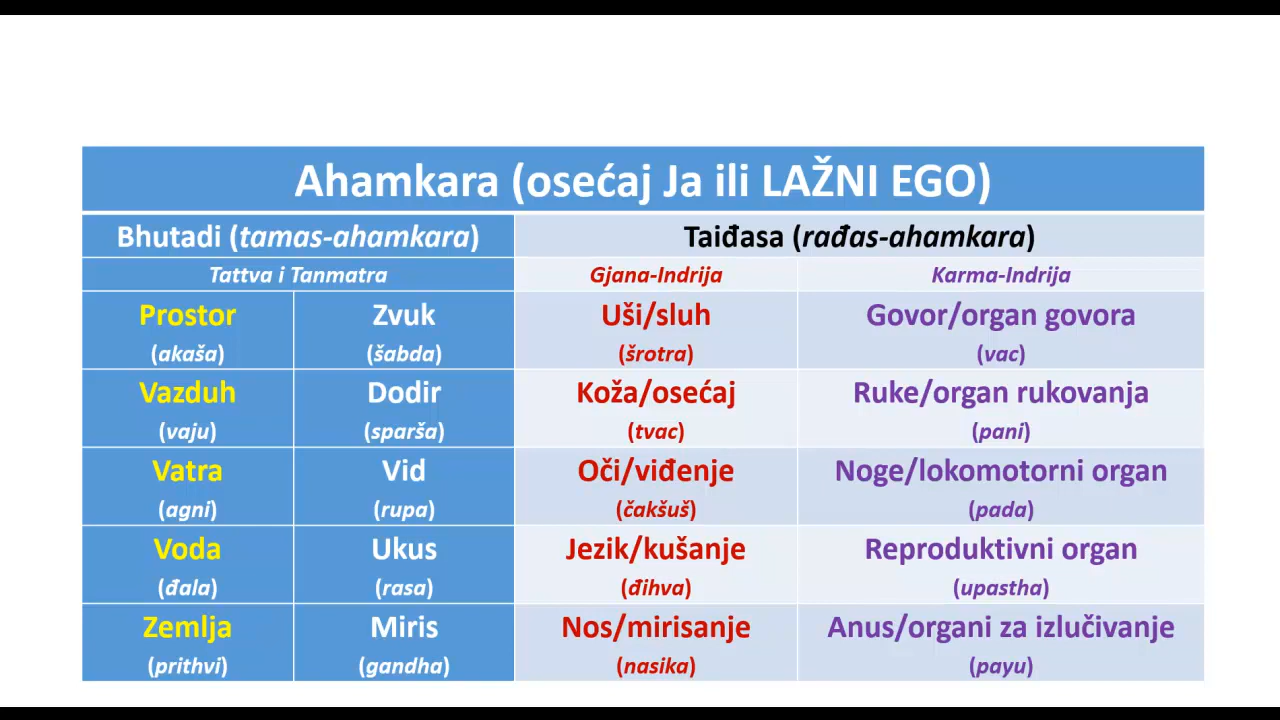 Ahamkara (osećaj Ja ili LAŽNI EGO)
Bhutadi (tamas-ahamkara) Taiđasa (rađas-ahamkara)
Tattva i Tanmatra Gjana-Indrija Karma-Indrija
Prostor Zvuk Uši/sluh Govor/organ govora
(akaša) (šabda) (šrotra) (vac)
Vazduh Dodir Koža/osećaj Ruke/organ rukovanja
(vaju) (sparša) (tvac) (pani)
Vatra Vid Oči/viđenje Noge/lokomotorni organ
(agni) (rupa) (čakšuš) (pada)
Voda Ukus Jezik/kušanje Reproduktivni organ
(đala) (rasa) (đihva) (upastha)
Zemlja Miris Nos/mirisanje Anus/organi za izlučivanje
(prithvi) (gandha) (nasika) (payu)